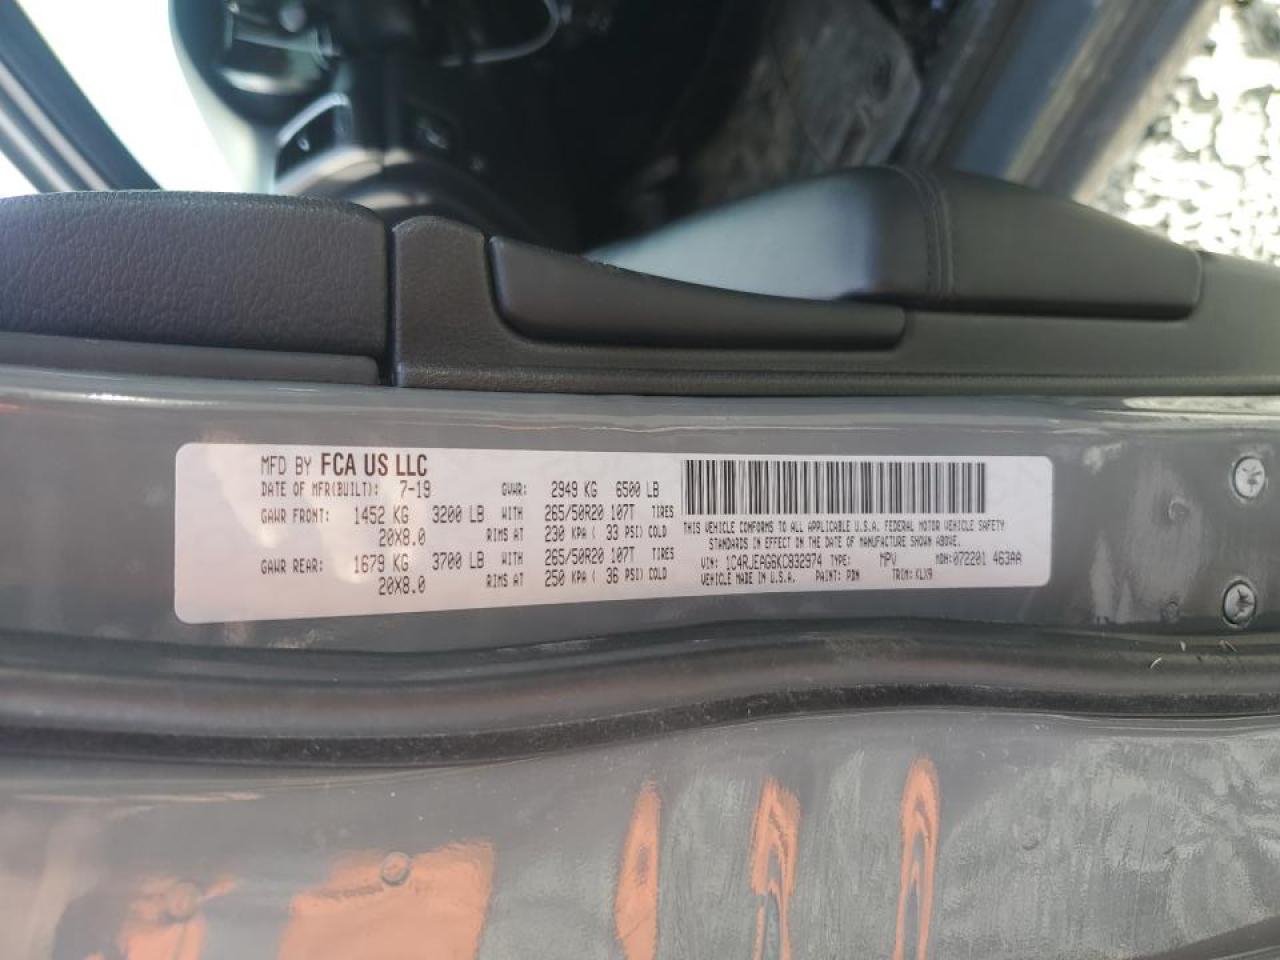 MFD BY FCA US LLC
DATE OF MFR(BUILT): 7-19 GVWR: 2949 KG 6500 LB
GAWR FRONT: 1452 KG 3200 LB WITH 265/50R20 107T TIRES
20X8.0 RIMS AT 230 KPA ( 33 PSI) COLD
GAWR REAR: 1679 KG 3700 LB WITH 265/50R20 107T TIRES
20X8.0 RIMS AT 250 KPA ( 36 PSI) COLD
THIS VEHICLE CONFORMS TO ALL APPLICABLE U.S.A. FEDERAL MOTOR VEHICLE SAFETY
STANDARDS IN EFFECT ON THE DATE OF MANUFACTURE SHOWN ABOVE.
VIN: 1C4RJEAG6KC832974 TYPE: MPV MDH: 072201 463AA
VEHICLE MADE IN U.S.A. PAINT: PDN TRIM: KLX9